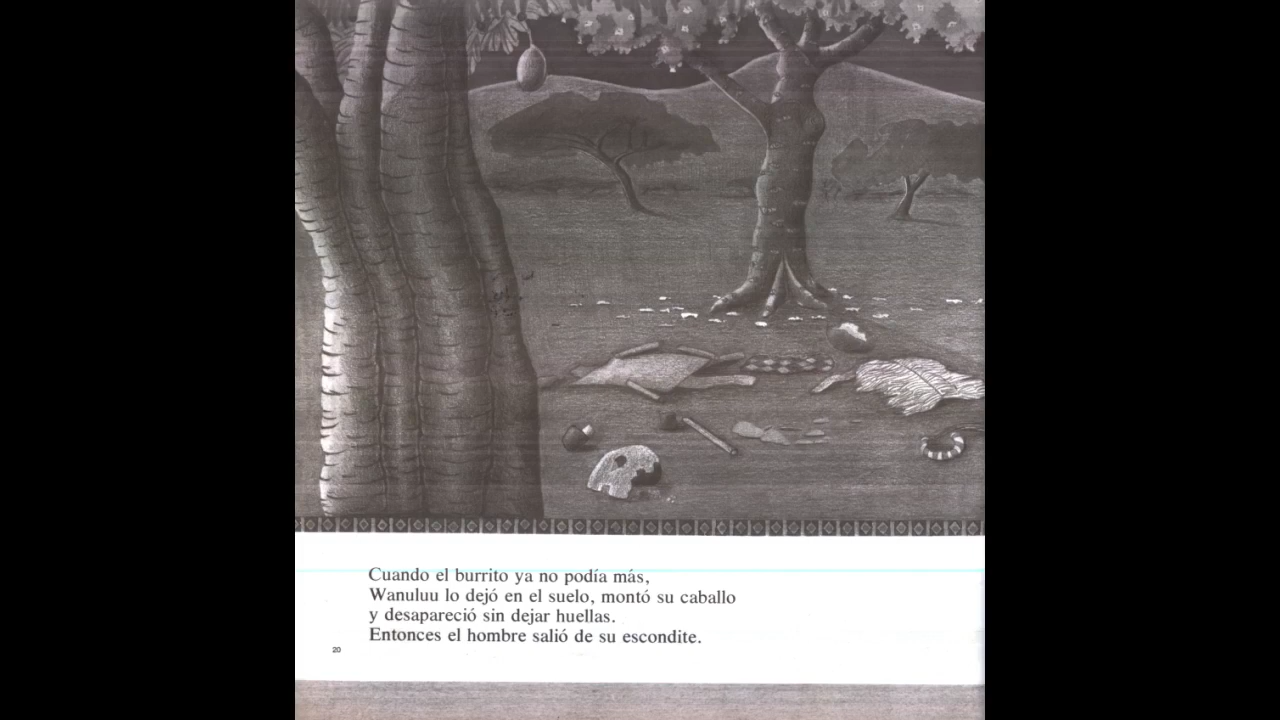 Cuando el burrito ya no podía más,
Wanuluu lo dejó en el suelo, montó su caballo
y desapareció sin dejar huellas.
Entonces el hombre salió de su escondite.
20